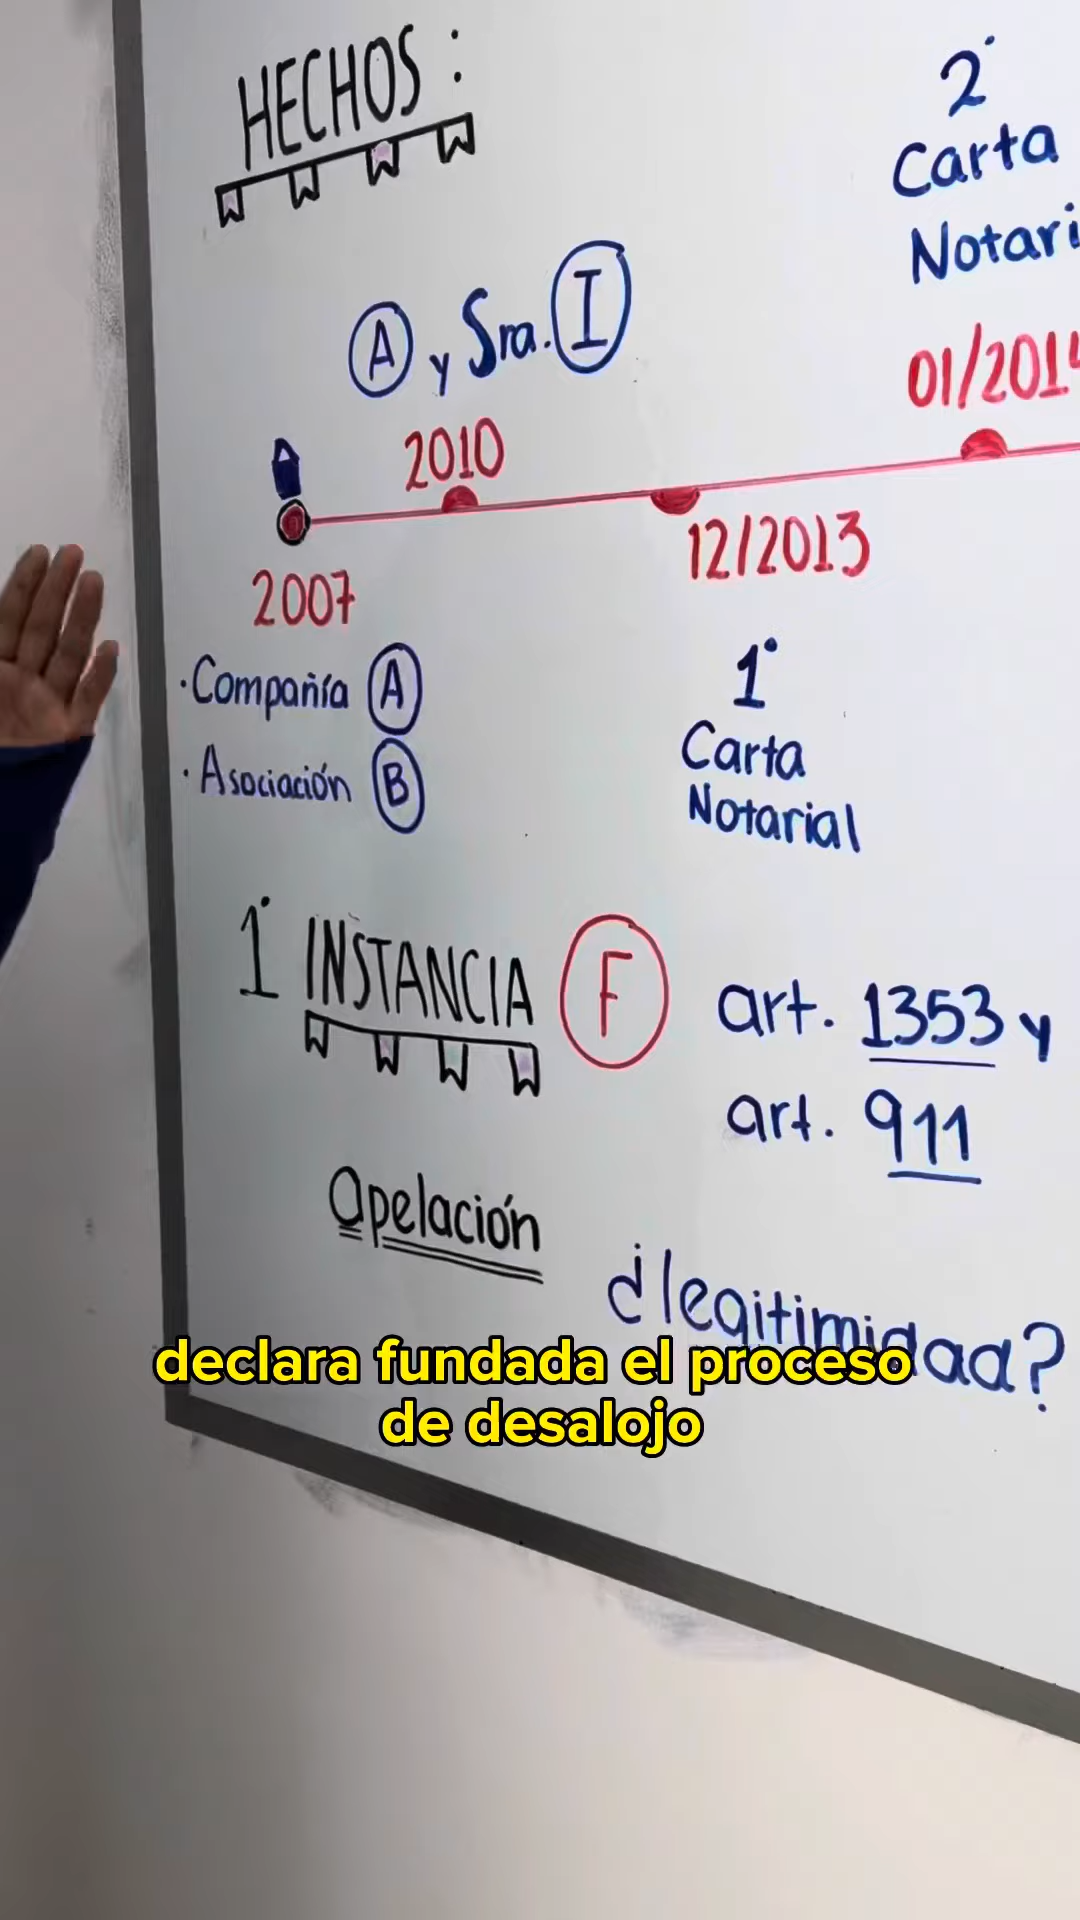 HECHOS:
2°
Carta
Notari
A y Sra. I
01/2014
2010
12/2013
2007
· Compañía A
· Asociación B
1°
Carta
Notarial
1° INSTANCIA F
art. 1353 y
art. 911
apelación
¿legitimidad?
declara fundada el proceso
de desalojo